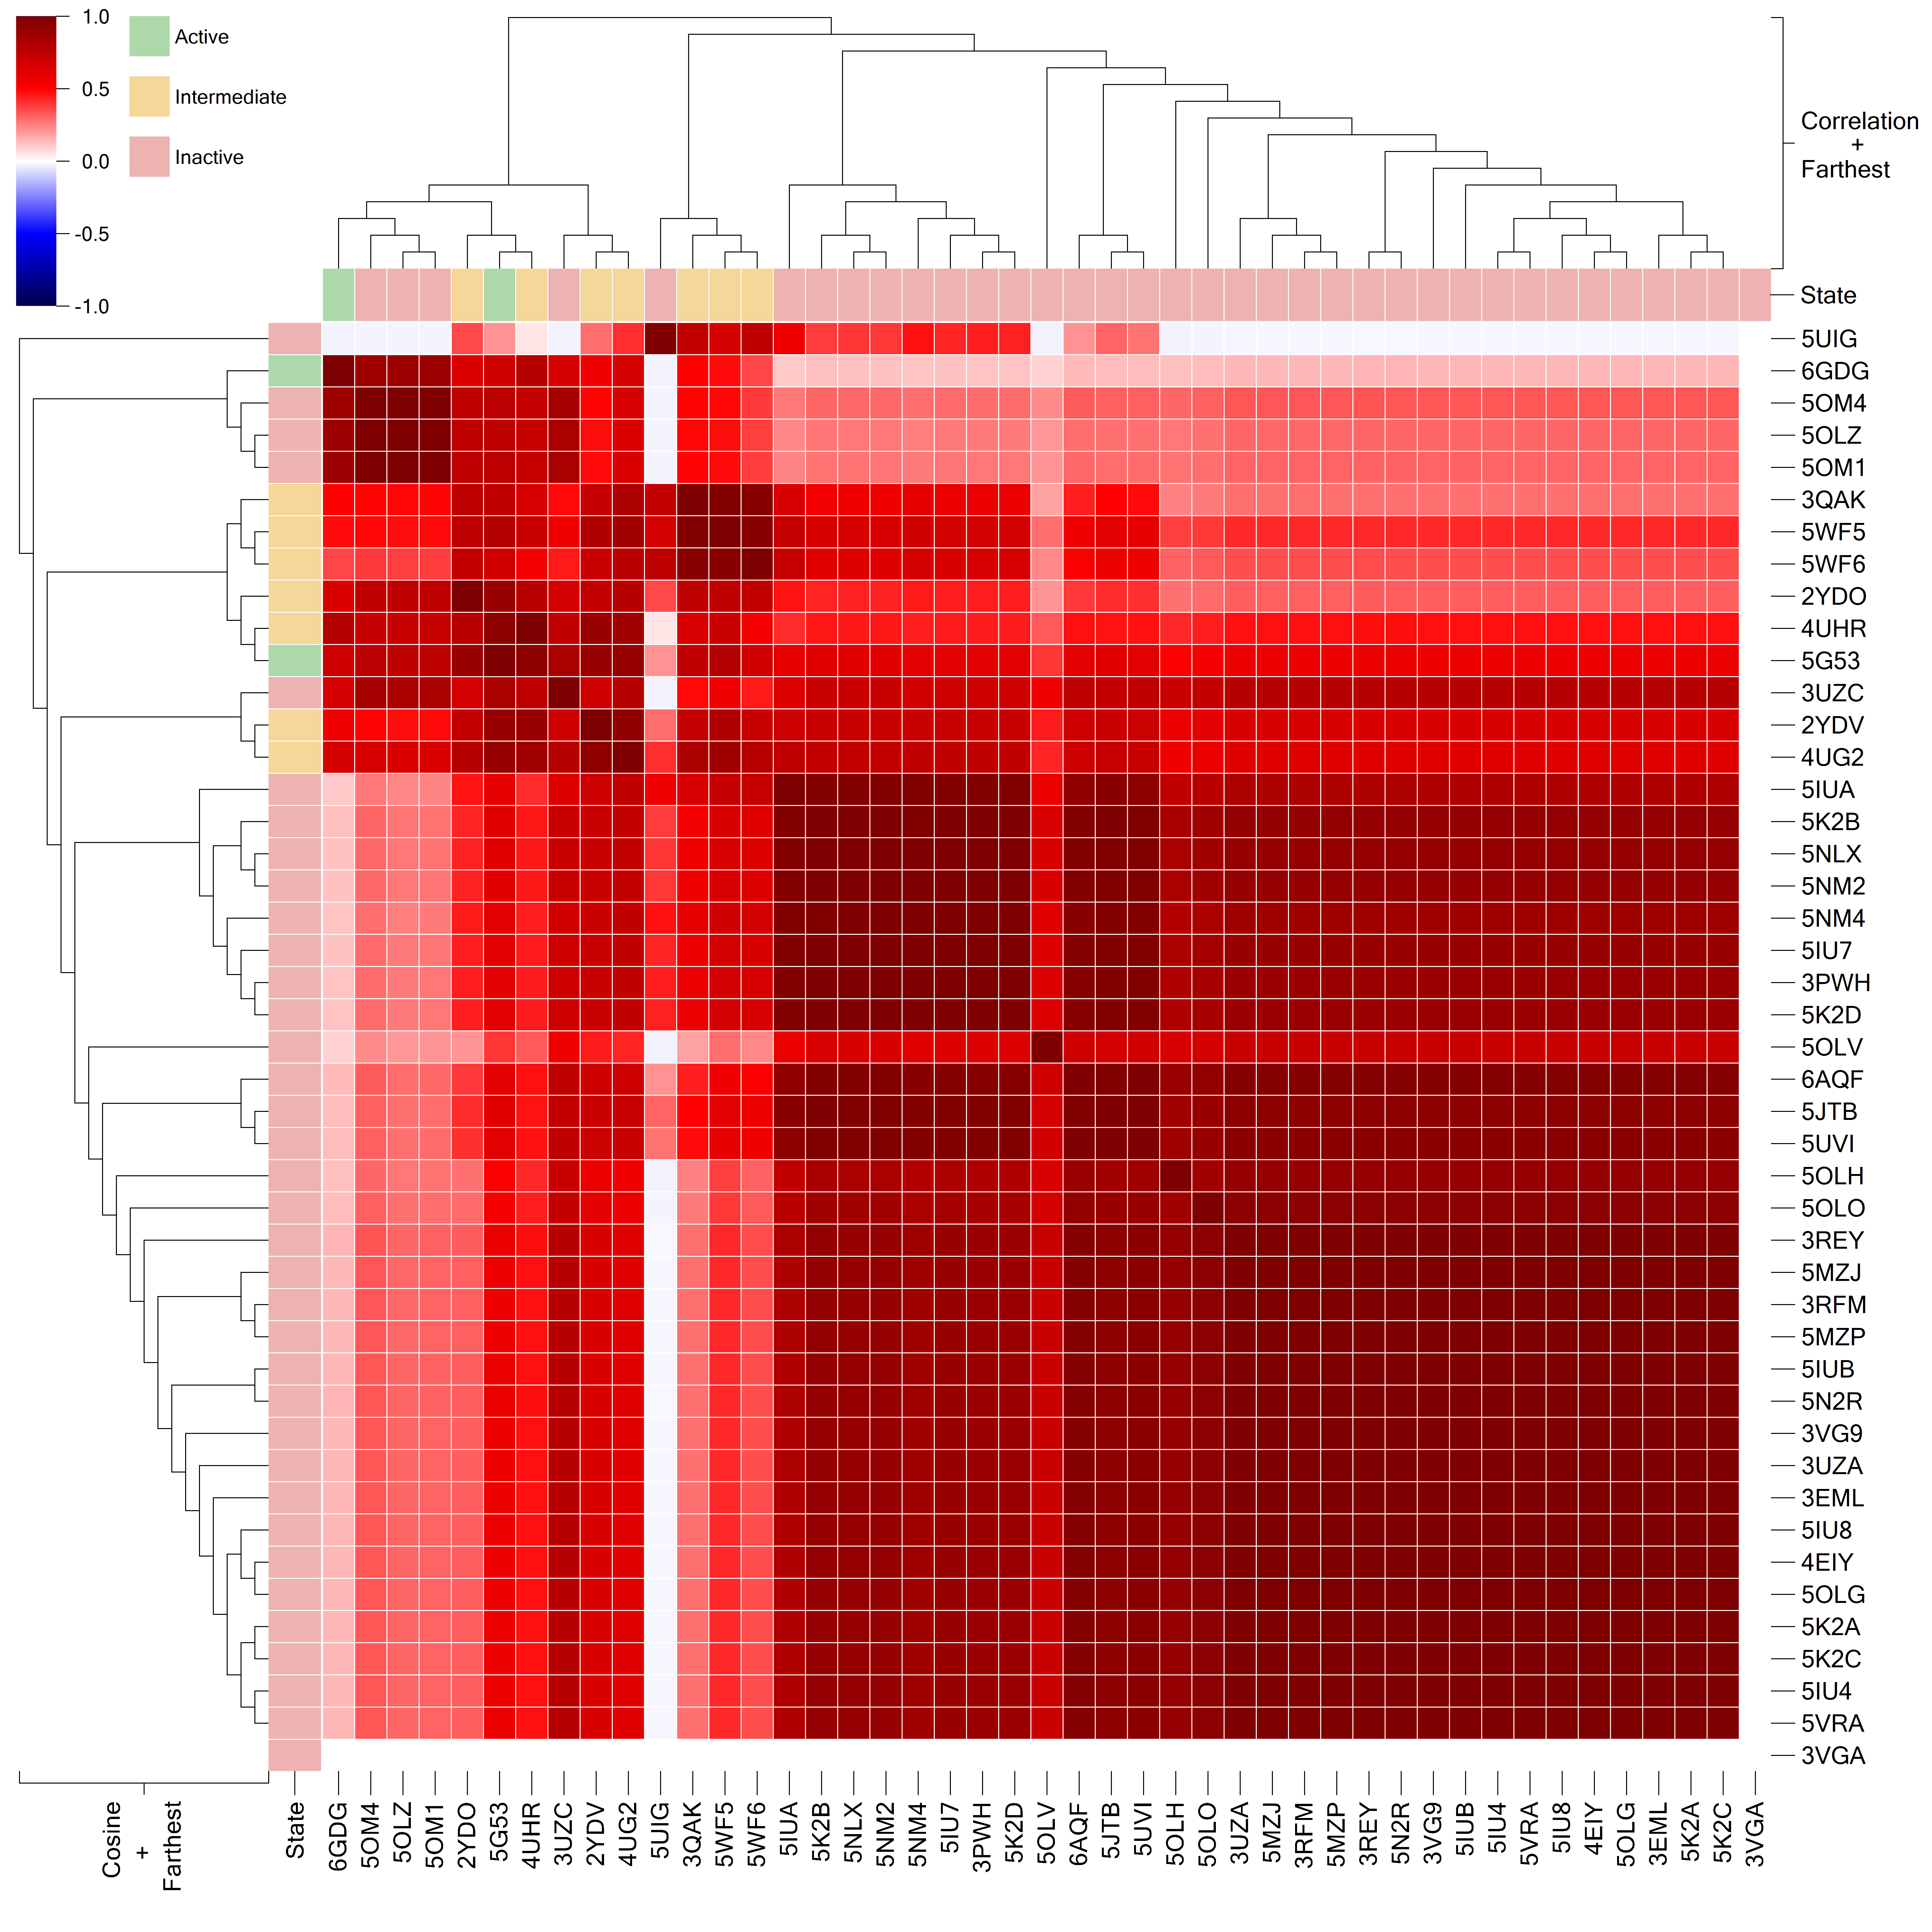 1.0
0.5
0.0
-0.5
-1.0
Active
Intermediate
Inactive
Correlation
+
Farthest
State
5UIG
6GDG
5OM4
5OLZ
5OM1
3QAK
5WF5
5WF6
2YDO
4UHR
5G53
3UZC
2YDV
4UG2
5IUA
5K2B
5NLX
5NM2
5NM4
5IU7
3PWH
5K2D
5OLV
6AQF
5JTB
5UVI
5OLH
5OLO
3REY
5MZJ
3RFM
5MZP
5IUB
5N2R
3VG9
3UZA
3EML
5IU8
4EIY
5OLG
5K2A
5K2C
5IU4
5VRA
3VGA
Cosine
+
Farthest
State
6GDG
5OM4
5OLZ
5OM1
2YDO
5G53
4UHR
3UZC
2YDV
4UG2
5UIG
3QAK
5WF5
5WF6
5IUA
5K2B
5NLX
5NM2
5NM4
5IU7
3PWH
5K2D
5OLV
6AQF
5JTB
5UVI
5OLH
5OLO
3UZA
5MZJ
3RFM
5MZP
3REY
5N2R
3VG9
5IUB
5IU4
5VRA
5IU8
4EIY
5OLG
3EML
5K2A
5K2C
3VGA